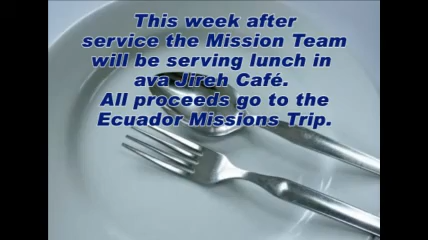 This week after
service the Mission Team
will be serving lunch in
ava Jireh Café.
All proceeds go to the
Ecuador Missions Trip.